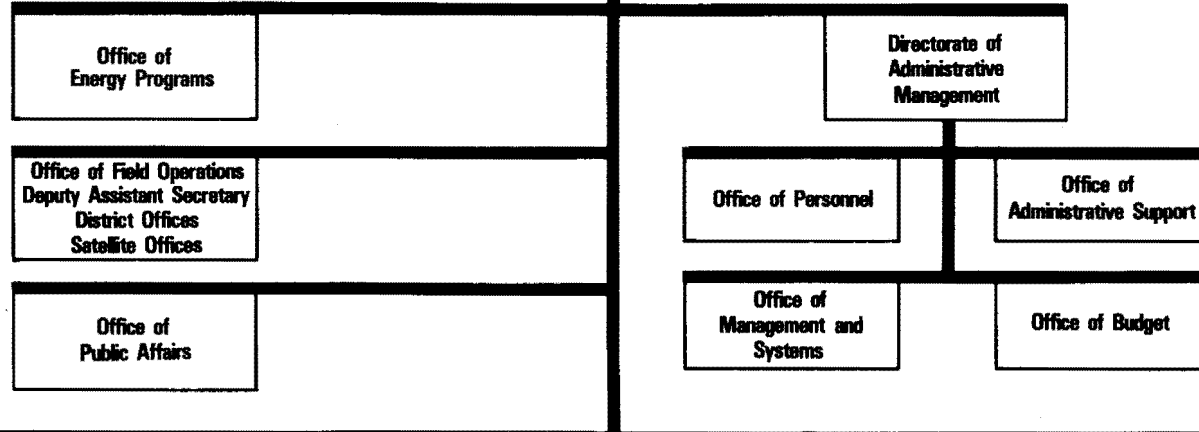 Office of
Energy Programs
Directorate of
Administrative
Management
Office of Field Operations
Deputy Assistant Secretary
District Offices
Satellite Offices
Office of Personnel
Office of
Administrative Support
Office of
Public Affairs
Office of
Management and
Systems
Office of Budget